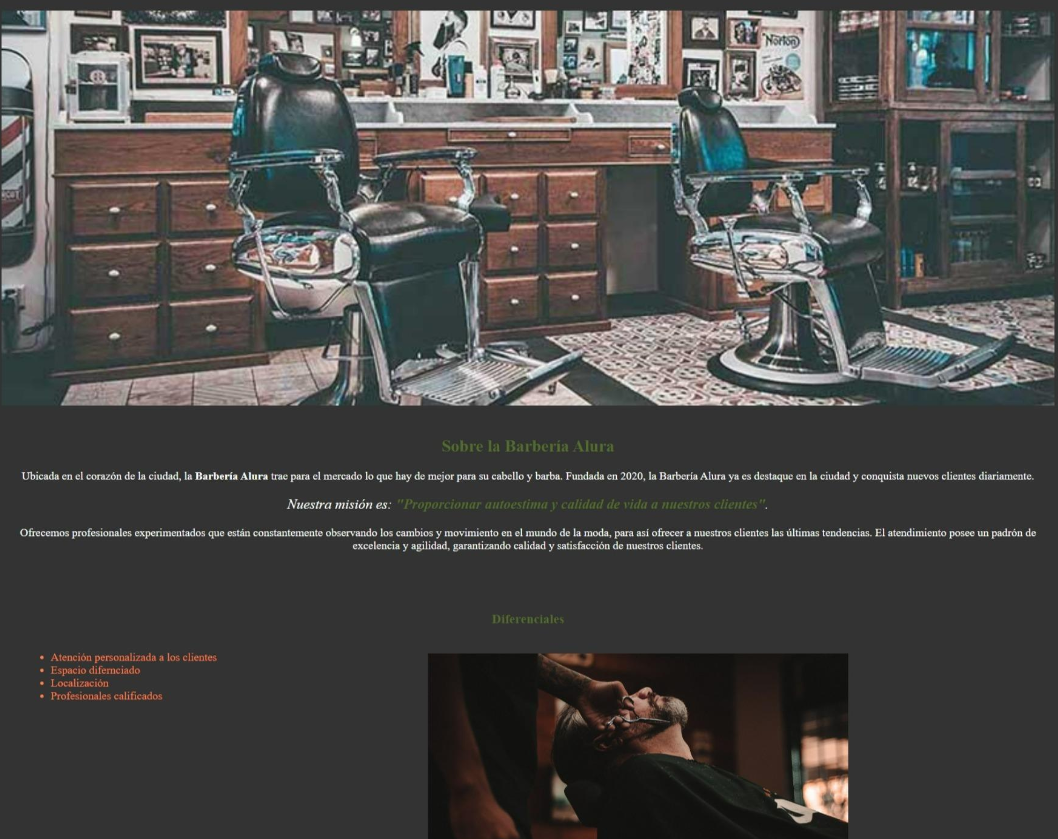 Norton
Sobre la Barbería Alura
Ubicada en el corazón de la ciudad, la Barbería Alura trae para el mercado lo que hay de mejor para su cabello y barba. Fundada en 2020, la Barbería Alura ya es destaque en la ciudad y conquista nuevos clientes diariamente.
Nuestra misión es: "Proporcionar autoestima y calidad de vida a nuestros clientes".
Ofrecemos profesionales experimentados que están constantemente observando los cambios y movimiento en el mundo de la moda, para así ofrecer a nuestros clientes las últimas tendencias. El atendimiento posee un padrón de
excelencia y agilidad, garantizando calidad y satisfacción de nuestros clientes.
Diferenciales
• Atención personalizada a los clientes
• Espacio difernciado
• Localización
• Profesionales calificados